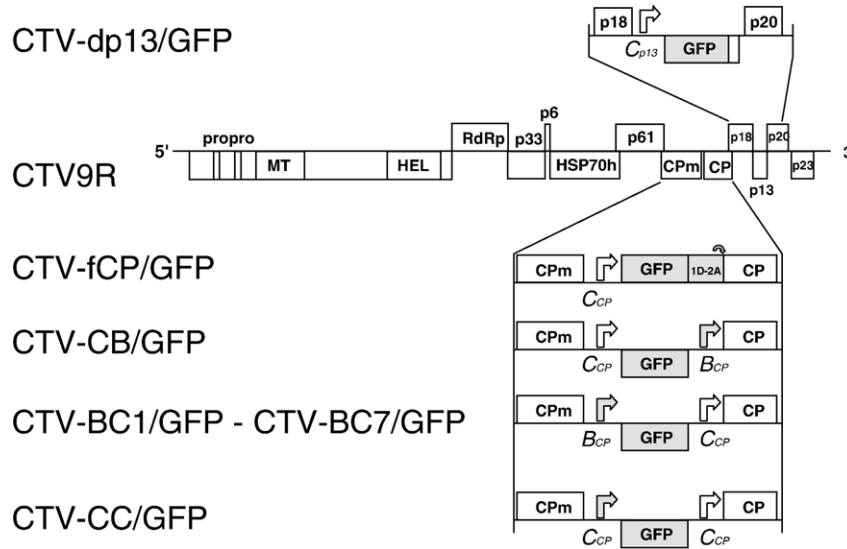 CTV-dp13/GFP
p18 p20
Cp13 GFP
p6
5' propro RdRp p33 p61 p18 p20 3'
CTV9R
MT HEL HSP70h CPm CP p13 p23
CTV-fCP/GFP
CPm GFP 1D-2A CP
CCP
CTV-CB/GFP
CPm CP
CCP GFP BCP
CTV-BC1/GFP - CTV-BC7/GFP
CPm CP
BCP GFP CCP
CTV-CC/GFP
CPm CP
CCP GFP CCP